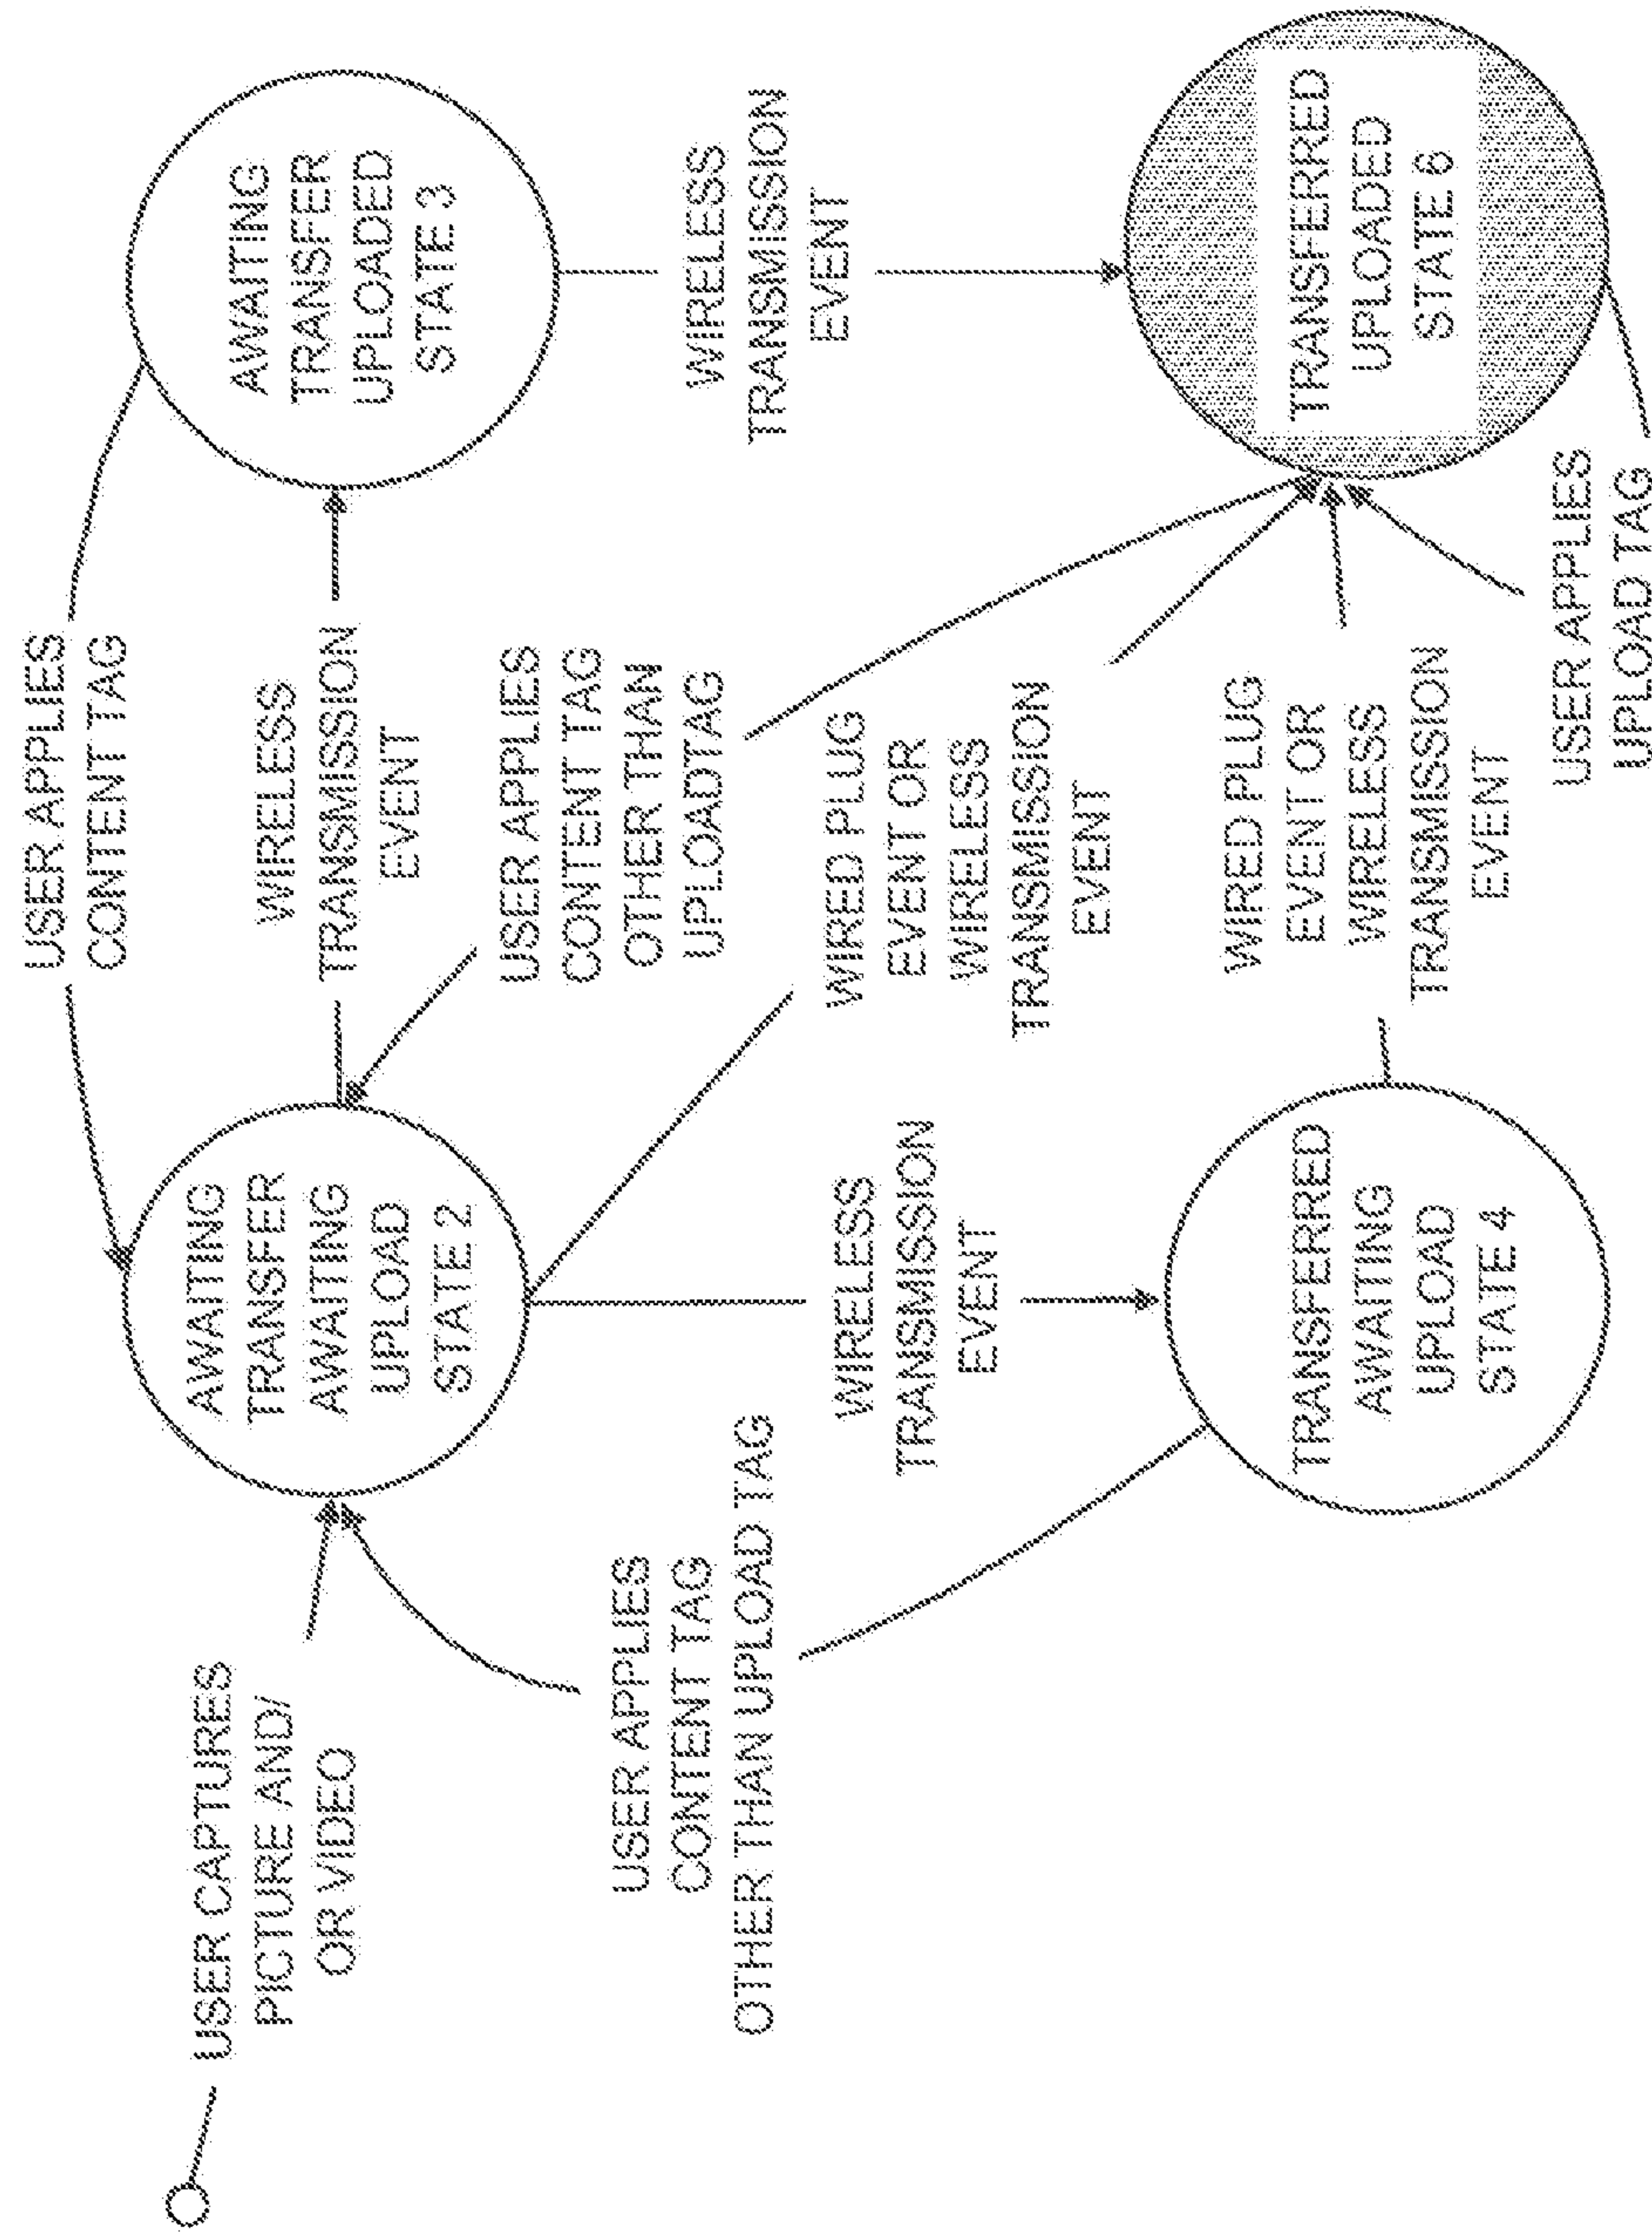 USER CAPTURES
PICTURE AND/
OR VIDEO
AWAITING
TRANSFER
AWAITING
UPLOAD
STATE 2
USER APPLIES
CONTENT TAG
WIRELESS
TRANSMISSION
EVENT
AWAITING
TRANSFER
UPLOADED
STATE 3
USER APPLIES
CONTENT TAG
OTHER THAN
UPLOADTAG
USER APPLIES
CONTENT TAG
OTHER THAN UPLOAD TAG
WIRELESS
TRANSMISSION
EVENT
WIRED PLUG
EVENT OR
WIRELESS
TRANSMISSION
EVENT
WIRELESS
TRANSMISSION
EVENT
TRANSFERRED
AWAITING
UPLOAD
STATE 4
WIRED PLUG
EVENT OR
WIRELESS
TRANSMISSION
EVENT
TRANSFERRED
UPLOADED
STATE 6
USER APPLIES
UPLOAD TAG